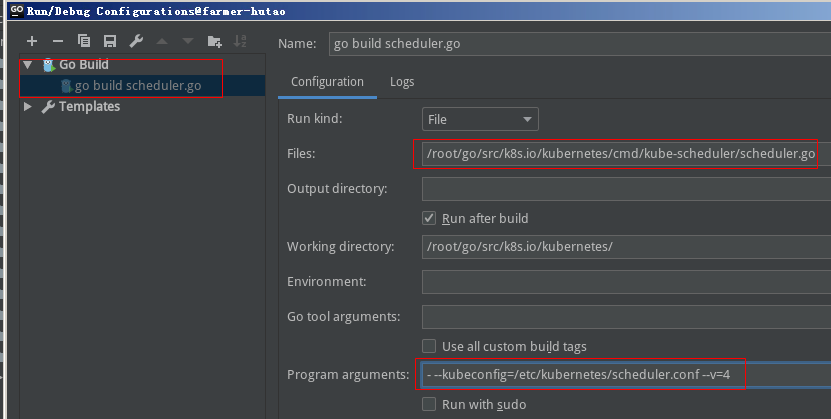 GO Run/Debug Configurations@farmer-hutao
Name: go build scheduler.go
Go Build
go build scheduler.go
Templates
Configuration Logs
Run kind: File
Files: /root/go/src/k8s.io/kubernetes/cmd/kube-scheduler/scheduler.go
Output directory:
Run after build
Working directory: /root/go/src/k8s.io/kubernetes/
Environment:
Go tool arguments:
Use all custom build tags
Program arguments: - --kubeconfig=/etc/kubernetes/scheduler.conf --v=4
Run with sudo